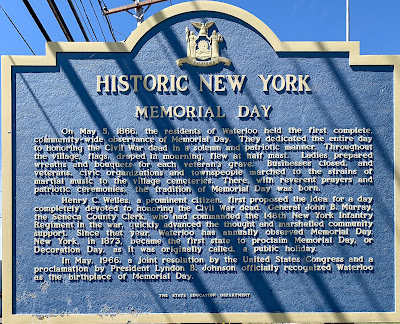 HISTORIC NEW YORK
MEMORIAL DAY
On May 5, 1866, the residents of Waterloo held the first complete,
community-wide observance of Memorial Day. They dedicated the entire day
to honoring the Civil War dead in a solemn and patriotic manner. Throughout
the village, flags, draped in mourning, flew at half mast. Ladies prepared
wreaths and bouquets for each veteran's grave. Businesses closed, and
veterans, civic organizations and townspeople marched to the strains of
martial music to the village cemeteries. There, with reverent prayers and
patriotic ceremonies, the tradition of Memorial Day was born.
Henry C. Welles, a prominent citizen, first proposed the idea for a day
completely devoted to honoring the Civil War dead. General John B. Murray,
the Seneca County Clerk, who had commanded the 148th New York Infantry
Regiment in the war, quickly advanced the thought and marshalled community
support. Since that year, Waterloo has annually observed Memorial Day.
New York, in 1873, became the first state to proclaim Memorial Day, or
Decoration Day, as it was originally called, a public holiday.
In May, 1966, a joint resolution by the United States Congress and a
proclamation by President Lyndon B. Johnson officially recognized Waterloo
as the birthplace of Memorial Day.
THE STATE EDUCATION DEPARTMENT